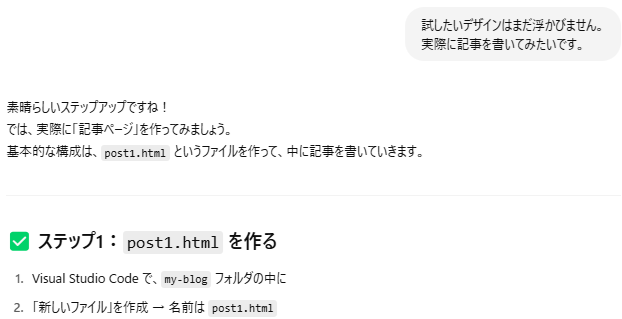 試したいデザインはまだ浮かびません。
実際に記事を書いてみたいです。
素晴らしいステップアップですね！
では、実際に「記事ページ」を作ってみましょう。
基本的な構成は、post1.html というファイルを作って、中に記事を書いていきます。
✅ ステップ1：post1.html を作る
1. Visual Studio Code で、my-blog フォルダの中に
2. 「新しいファイル」を作成 → 名前は post1.html